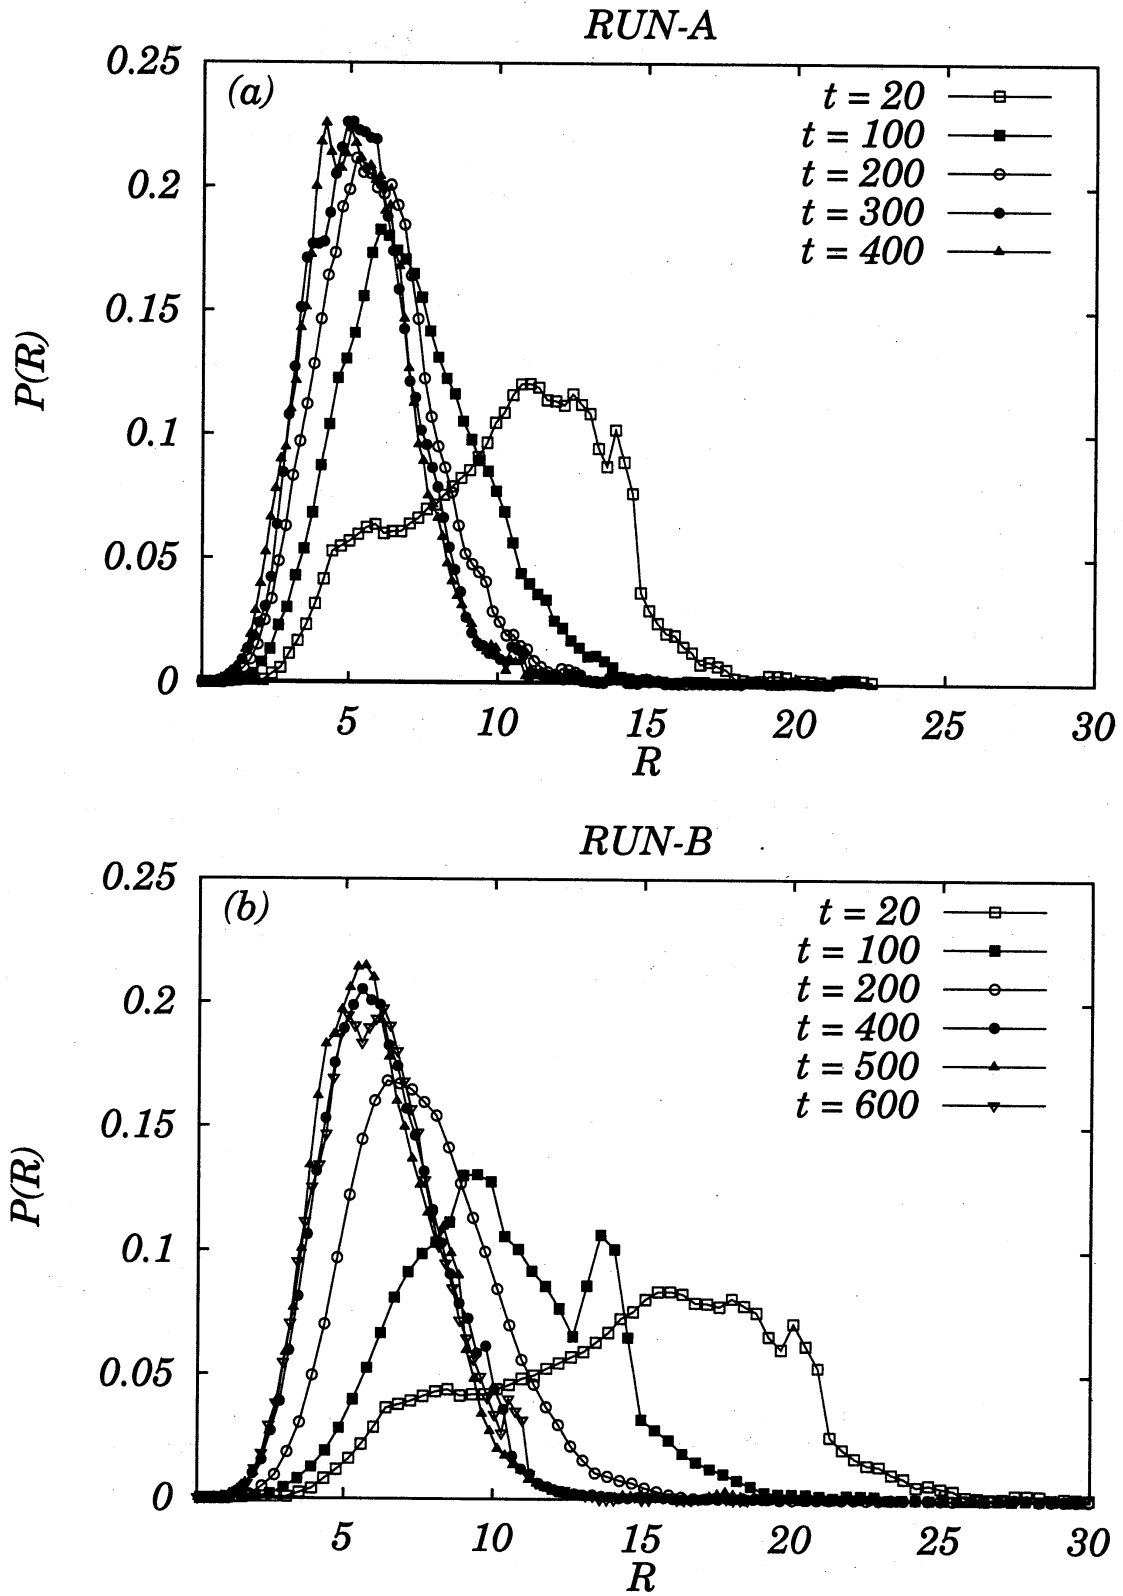 RUN-A
0.25
(a)
t = 20
t = 100
t = 200
t = 300
t = 400
0.2
0.15
0.1
0.05
0
P(R)
5 10 15 20 25 30
R
RUN-B
0.25
(b)
t = 20
t = 100
t = 200
t = 400
t = 500
t = 600
0.2
0.15
0.1
0.05
0
P(R)
5 10 15 20 25 30
R